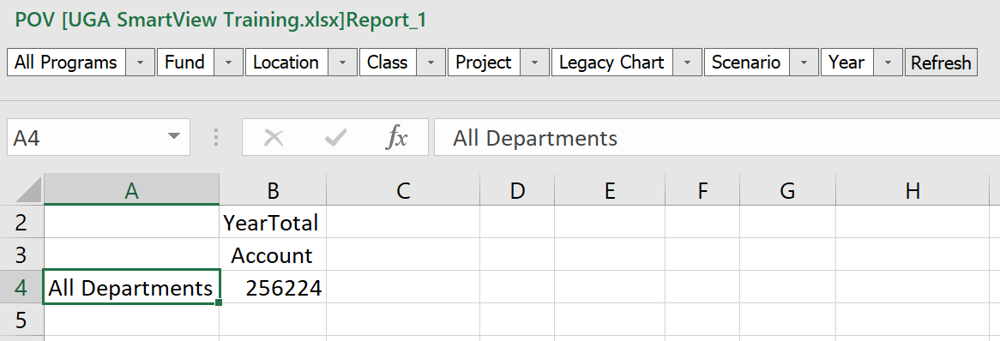 POV [UGA SmartView Training.xlsx]Report_1
All Programs Fund Location Class Project Legacy Chart Scenario Year Refresh
A4 fx All Departments
A B C D E F G H
2 YearTotal
3 Account
4 All Departments 256224
5